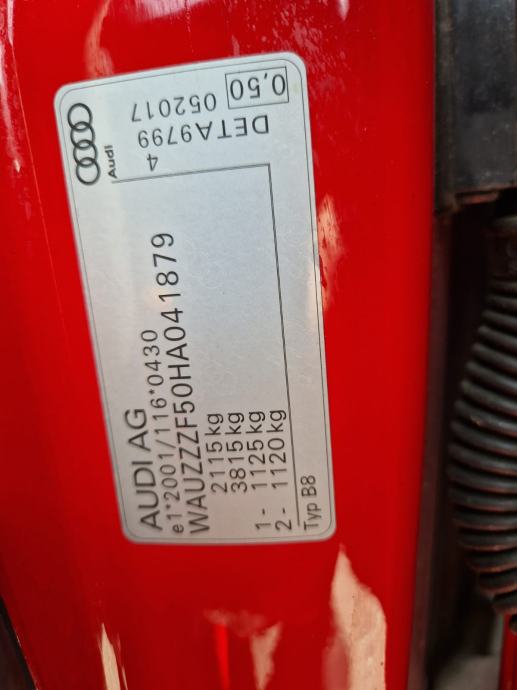 AUDI AG
e1*2001/116*0430
WAUZZZF50HA041879
2115 kg
3815 kg
1- 1125 kg
2- 1120 kg
Typ B8
Audi
4
DETA9799
052017 0,50